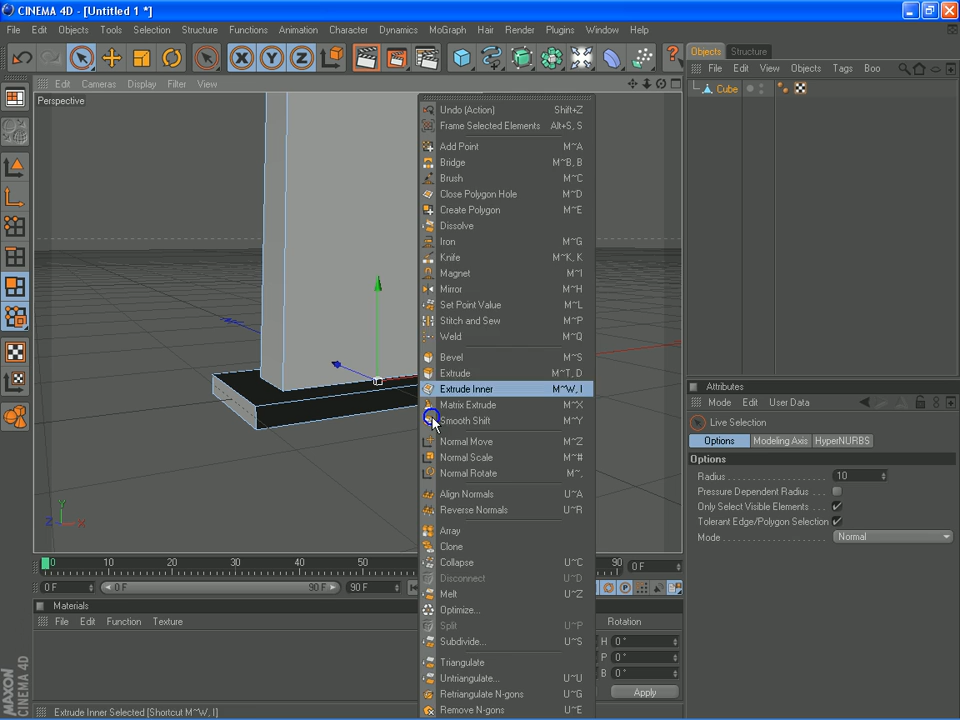 CINEMA 4D - [Untitled 1 *]
File Edit Objects Tools Selection Structure Functions Animation Character Dynamics MoGraph Hair Render Plugins Window Help
Edit Cameras Display Filter View
Perspective
Undo (Action) Shift+Z
Frame Selected Elements Alt+S, S
Add Point M~A
Bridge M~B, B
Brush M~C
Close Polygon Hole M~D
Create Polygon M~E
Dissolve
Iron M~G
Knife M~K, K
Magnet M~I
Mirror M~H
Set Point Value M~L
Stitch and Sew M~P
Weld M~Q
Bevel M~S
Extrude M~T, D
Extrude Inner M~W, I
Matrix Extrude M~X
Smooth Shift M~Y
Normal Move M~Z
Normal Scale M~#
Normal Rotate M~,
Align Normals U~A
Reverse Normals U~R
Array
Clone
Collapse U~C
Disconnect U~D
Melt U~Z
Optimize...
Split U~P
Subdivide... U~S
Triangulate
Untriangulate... U~U
Retriangulate N-gons U~G
Remove N-gons U~E
Objects Structure
File Edit View Objects Tags Boo
Cube
Attributes
Mode Edit User Data
Live Selection
Options Modeling Axis HyperNURBS
Options
Radius 10
Pressure Dependent Radius
Only Select Visible Elements
Tolerant Edge/Polygon Selection
Mode Normal
Y
Z X
0 10 20 30 40 50 90 0 F
0 F 0 F 90 F 90 F
Materials
File Edit Function Texture
Rotation
H 0 °
P 0 °
B 0 °
Apply
MAXON
CINEMA 4D
Extrude Inner Selected [Shortcut M~W, I]